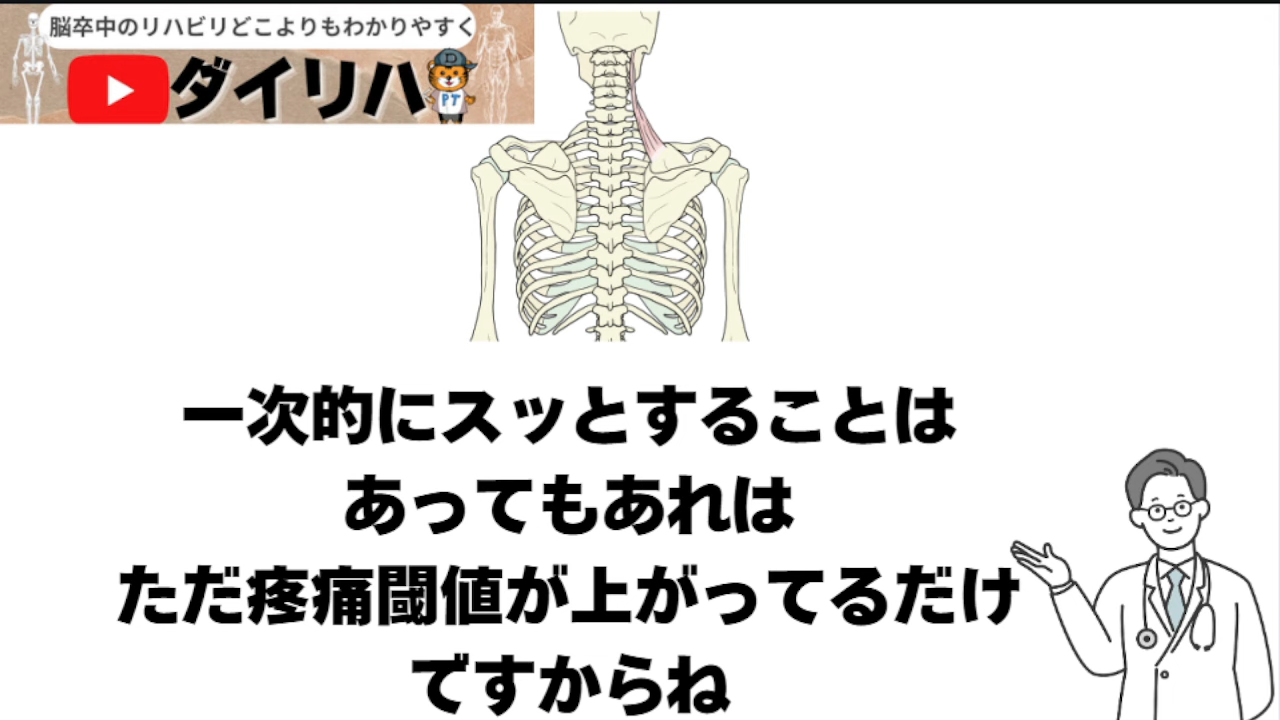 脳卒中のリハビリどこよりもわかりやすく
ダイリハ
D
PT
一次的にスッとすることは
あってもあれは
ただ疼痛閾値が上がってるだけ
ですからね